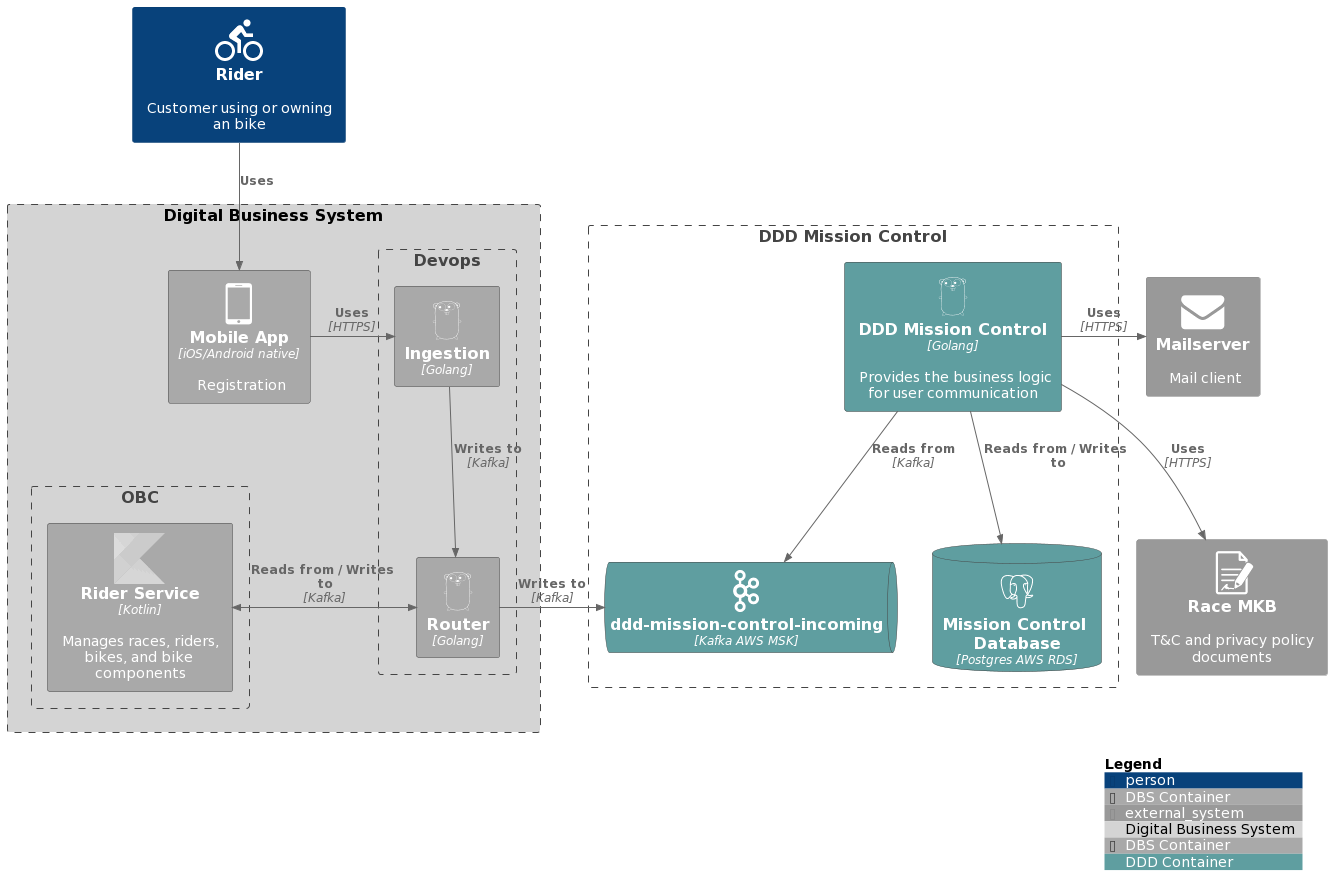 Rider
Customer using or owning
an bike
Uses
Digital Business System
Devops
Mobile App
[iOS/Android native]
Registration
Uses
[HTTPS]
Ingestion
[Golang]
Writes to
[Kafka]
OBC
Rider Service
[Kotlin]
Manages races, riders,
bikes, and bike
components
Reads from / Writes
to
[Kafka]
Router
[Golang]
Writes to
[Kafka]
DDD Mission Control
DDD Mission Control
[Golang]
Provides the business logic
for user communication
Uses
[HTTPS]
Mailserver
Mail client
Reads from
[Kafka]
Reads from / Writes
to
Uses
[HTTPS]
ddd-mission-control-incoming
[Kafka AWS MSK]
Mission Control
Database
[Postgres AWS RDS]
Race MKB
T&C and privacy policy
documents
Legend
person
DBS Container
external_system
Digital Business System
DBS Container
DDD Container